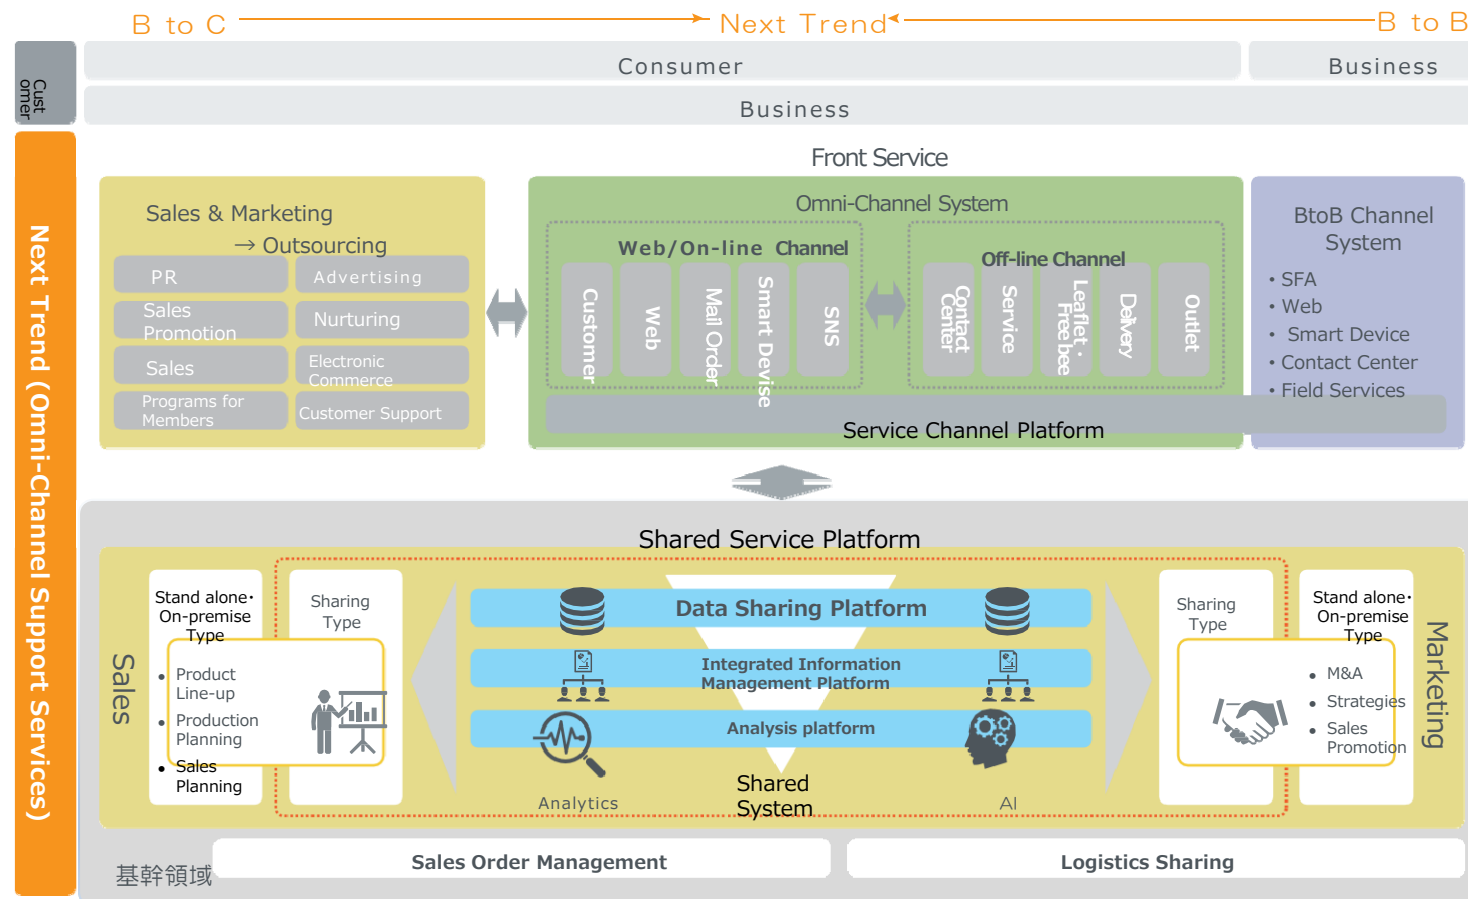 B to C
Next Trend
B to B
Cust
omer
Consumer
Business
Business
Next Trend (Omni-Channel Support Services)
Front Service
Sales & Marketing
→ Outsourcing
PR
Advertising
Sales
Promotion
Nurturing
Sales
Electronic
Commerce
Programs for
Members
Customer Support
Omni-Channel System
Web/On-line Channel
Customer
Web
Mail Order
Smart Devise
SNS
Off-line Channel
Contact
Center
Service
Leaflet・
Free bee
Delivery
Outlet
Service Channel Platform
BtoB Channel
System
・SFA
・Web
・ Smart Device
・Contact Center
・Field Services
Shared Service Platform
Sales
Stand alone・
On-premise
Type
• Product
Line-up
• Production
Planning
• Sales
Planning
Sharing
Type
Data Sharing Platform
Integrated Information
Management Platform
Analysis platform
Analytics
Shared
System
AI
Sharing
Type
Stand alone・
On-premise
Type
• M&A
• Strategies
• Sales
Promotion
Marketing
基幹領域
Sales Order Management
Logistics Sharing